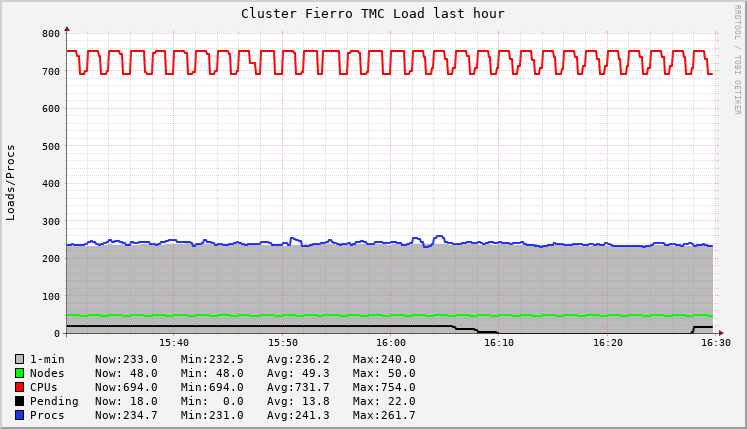 Cluster Fierro TMC Load last hour
RRDTOOL / TOBI OETIKER
Loads/Procs
800
700
600
500
400
300
200
100
0
15:40 15:50 16:00 16:10 16:20 16:30
1-min Now:233.0 Min:232.5 Avg:236.2 Max:240.0
Nodes Now: 48.0 Min: 48.0 Avg: 49.3 Max: 50.0
CPUs Now:694.0 Min:694.0 Avg:731.7 Max:754.0
Pending Now: 18.0 Min: 0.0 Avg: 13.8 Max: 22.0
Procs Now:234.7 Min:231.0 Avg:241.3 Max:261.7